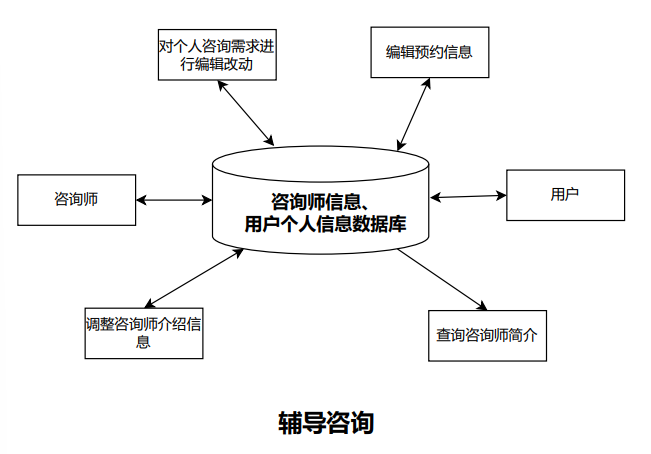 对个人咨询需求进
行编辑改动
编辑预约信息
咨询师
咨询师信息、
用户个人信息数据库
用户
调整咨询师介绍信
息
查询咨询师简介
辅导咨询